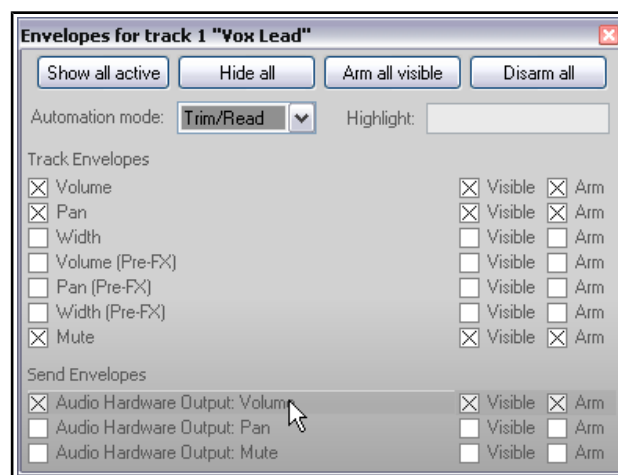 Envelopes for track 1 "Vox Lead"
Show all active Hide all Arm all visible Disarm all
Automation mode: Trim/Read Highlight:
Track Envelopes
Volume Visible Arm
Pan Visible Arm
Width Visible Arm
Volume (Pre-FX) Visible Arm
Pan (Pre-FX) Visible Arm
Width (Pre-FX) Visible Arm
Mute Visible Arm
Send Envelopes
Audio Hardware Output: Volume Visible Arm
Audio Hardware Output: Pan Visible Arm
Audio Hardware Output: Mute Visible Arm